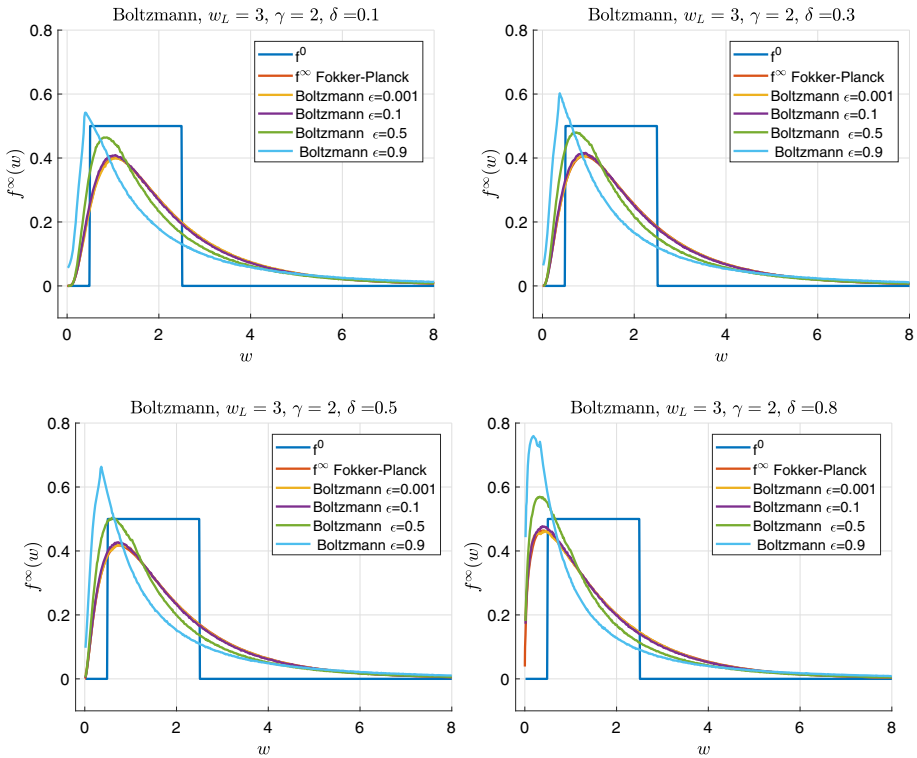 Boltzmann, w_L = 3, γ = 2, δ =0.1
0.8
0.6
0.4
0.2
0
f^∞(w)
0 2 4 6 8
w
f^0
f^∞ Fokker-Planck
Boltzmann ϵ=0.001
Boltzmann ϵ=0.1
Boltzmann ϵ=0.5
Boltzmann ϵ=0.9
Boltzmann, w_L = 3, γ = 2, δ =0.3
0.8
0.6
0.4
0.2
0
f^∞(w)
0 2 4 6 8
w
f^0
f^∞ Fokker-Planck
Boltzmann ϵ=0.001
Boltzmann ϵ=0.1
Boltzmann ϵ=0.5
Boltzmann ϵ=0.9
Boltzmann, w_L = 3, γ = 2, δ =0.5
0.8
0.6
0.4
0.2
0
f^∞(w)
0 2 4 6 8
w
f^0
f^∞ Fokker-Planck
Boltzmann ϵ=0.001
Boltzmann ϵ=0.1
Boltzmann ϵ=0.5
Boltzmann ϵ=0.9
Boltzmann, w_L = 3, γ = 2, δ =0.8
0.8
0.6
0.4
0.2
0
f^∞(w)
0 2 4 6 8
w
f^0
f^∞ Fokker-Planck
Boltzmann ϵ=0.001
Boltzmann ϵ=0.1
Boltzmann ϵ=0.5
Boltzmann ϵ=0.9